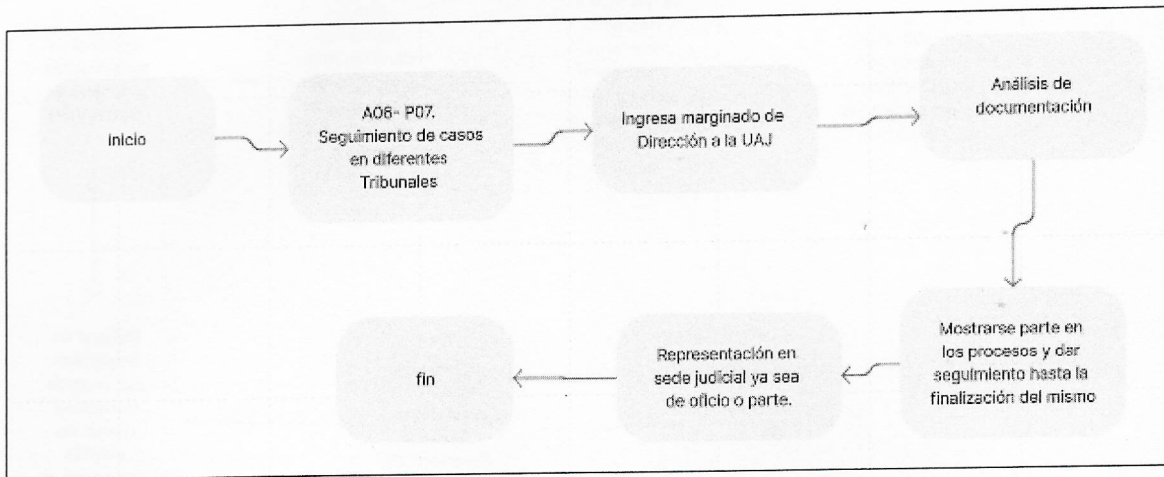 inicio
A06- P07.
Seguimiento de casos
en diferentes
Tribunales
Ingresa marginado de
Dirección a la UAJ
Análisis de
documentación
Mostrarse parte en
los procesos y dar
seguimiento hasta la
finalización del mismo
Representación en
sede judicial ya sea
de oficio o parte.
fin